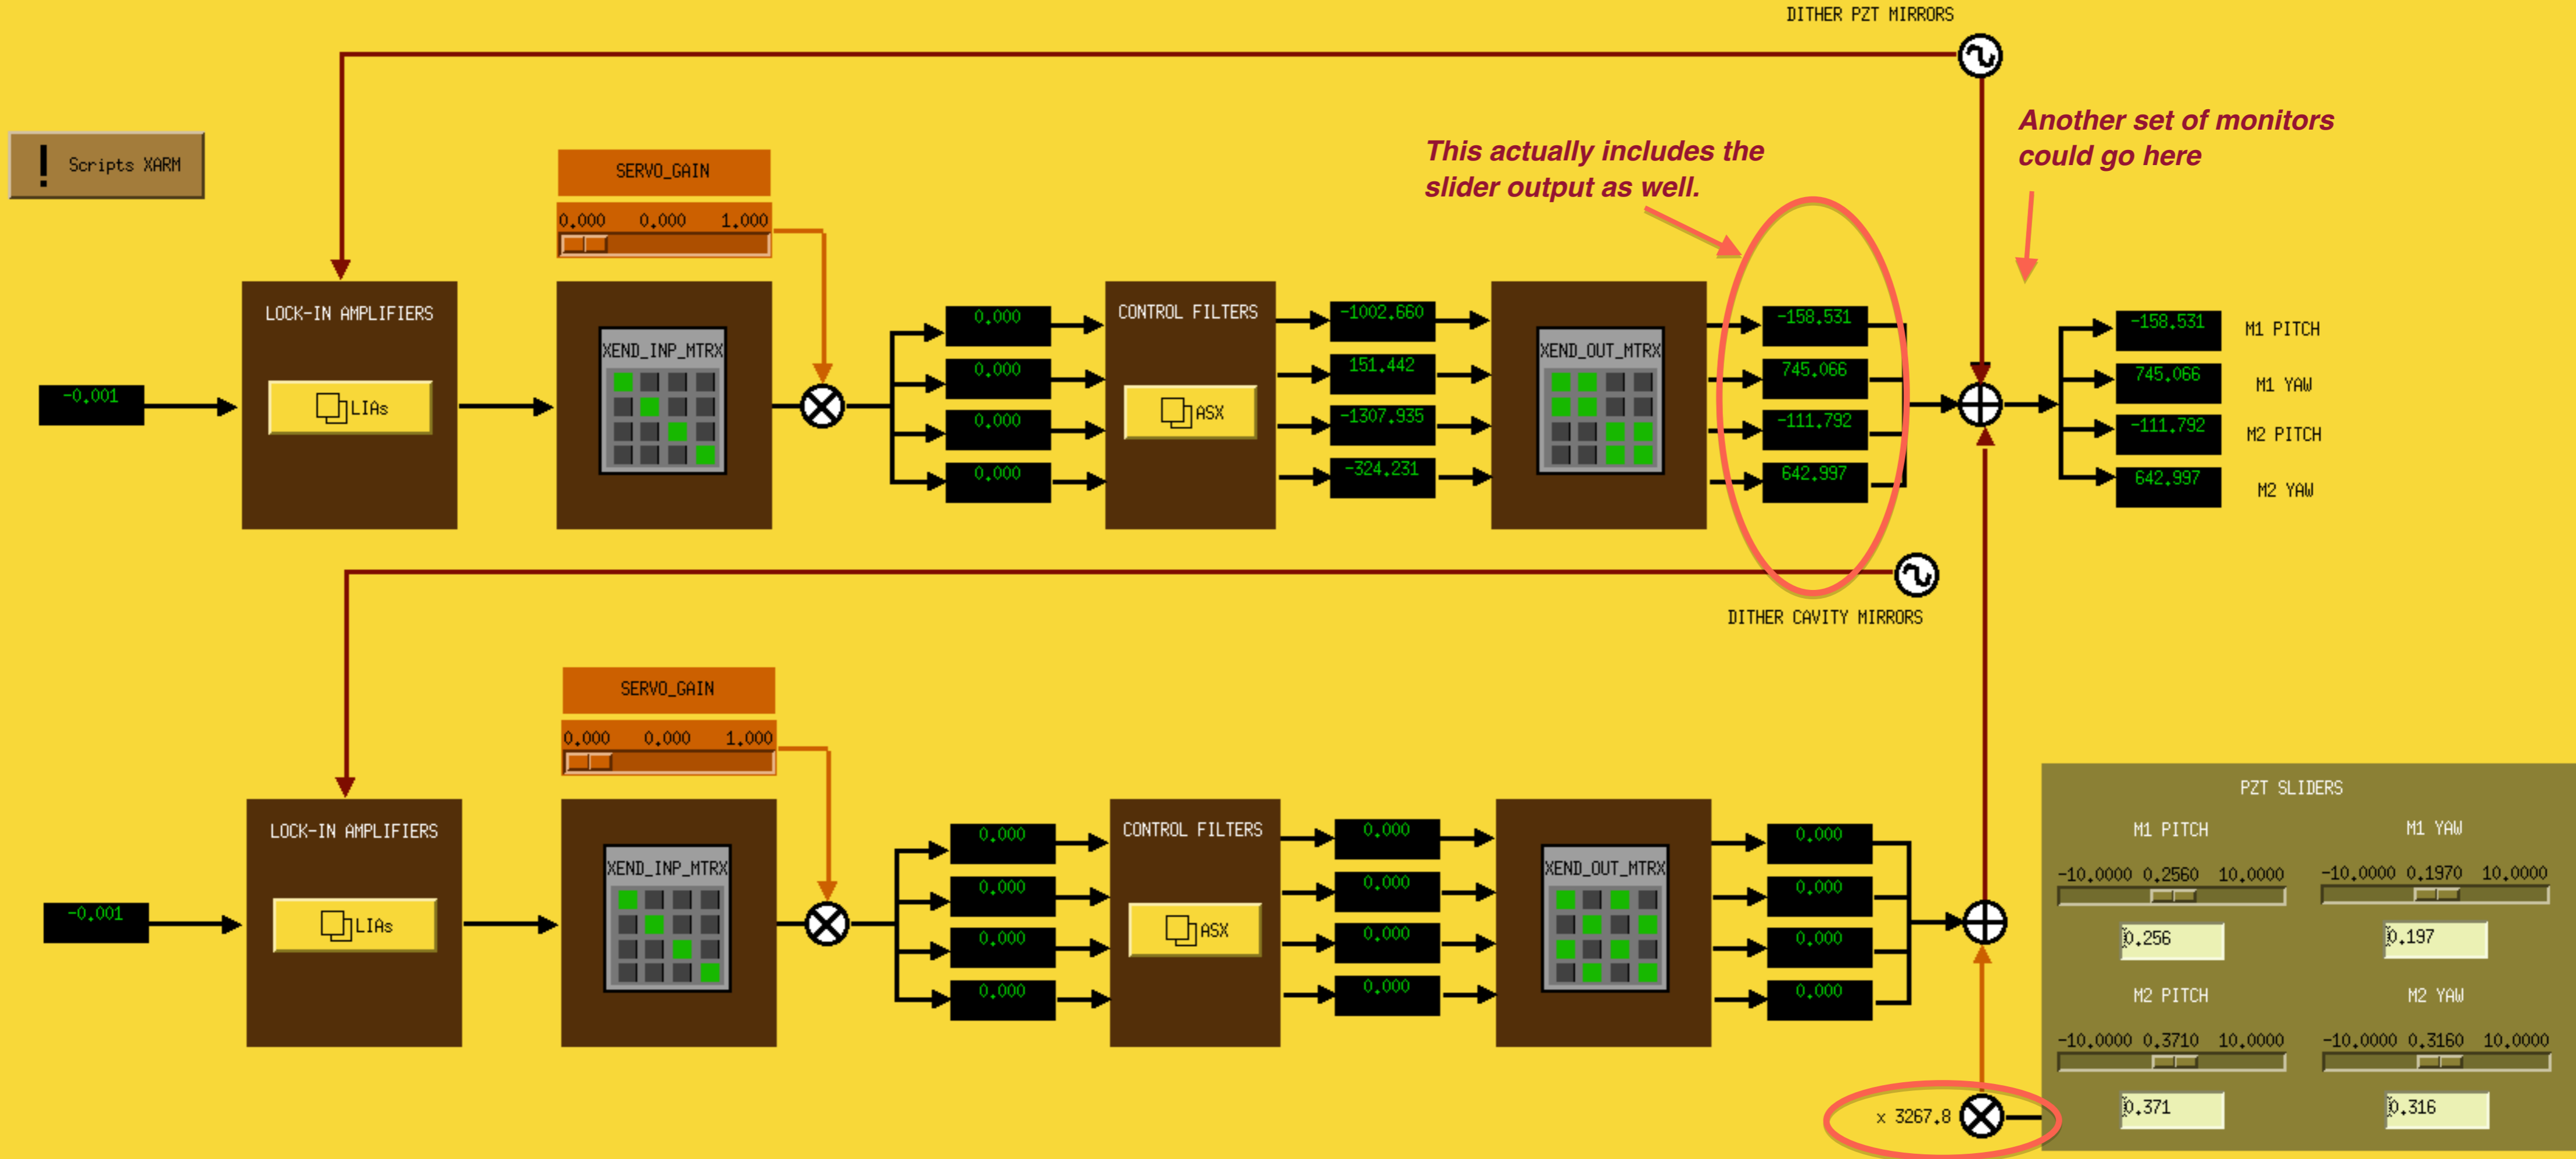 DITHER PZT MIRRORS
Another set of monitors
could go here
This actually includes the
slider output as well.
! Scripts XARM
SERVO_GAIN
0.000 0.000 1.000
LOCK-IN AMPLIFIERS
LIAs
XEND_INP_MTRX
CONTROL FILTERS
ASX
XEND_OUT_MTRX
-0.001
0.000
0.000
0.000
0.000
-1002.660
151.442
-1307.935
-324.231
-158.531
745.066
-111.792
642.997
-158.531 M1 PITCH
745.066 M1 YAW
-111.792 M2 PITCH
642.997 M2 YAW
DITHER CAVITY MIRRORS
SERVO_GAIN
0.000 0.000 1.000
LOCK-IN AMPLIFIERS
LIAs
XEND_INP_MTRX
CONTROL FILTERS
ASX
XEND_OUT_MTRX
-0.001
0.000
0.000
0.000
0.000
0.000
0.000
0.000
0.000
0.000
0.000
0.000
0.000
PZT SLIDERS
M1 PITCH
-10.0000 0.2560 10.0000
0.256
M1 YAW
-10.0000 0.1970 10.0000
0.197
M2 PITCH
-10.0000 0.3710 10.0000
0.371
M2 YAW
-10.0000 0.3160 10.0000
0.316
x 3267.8